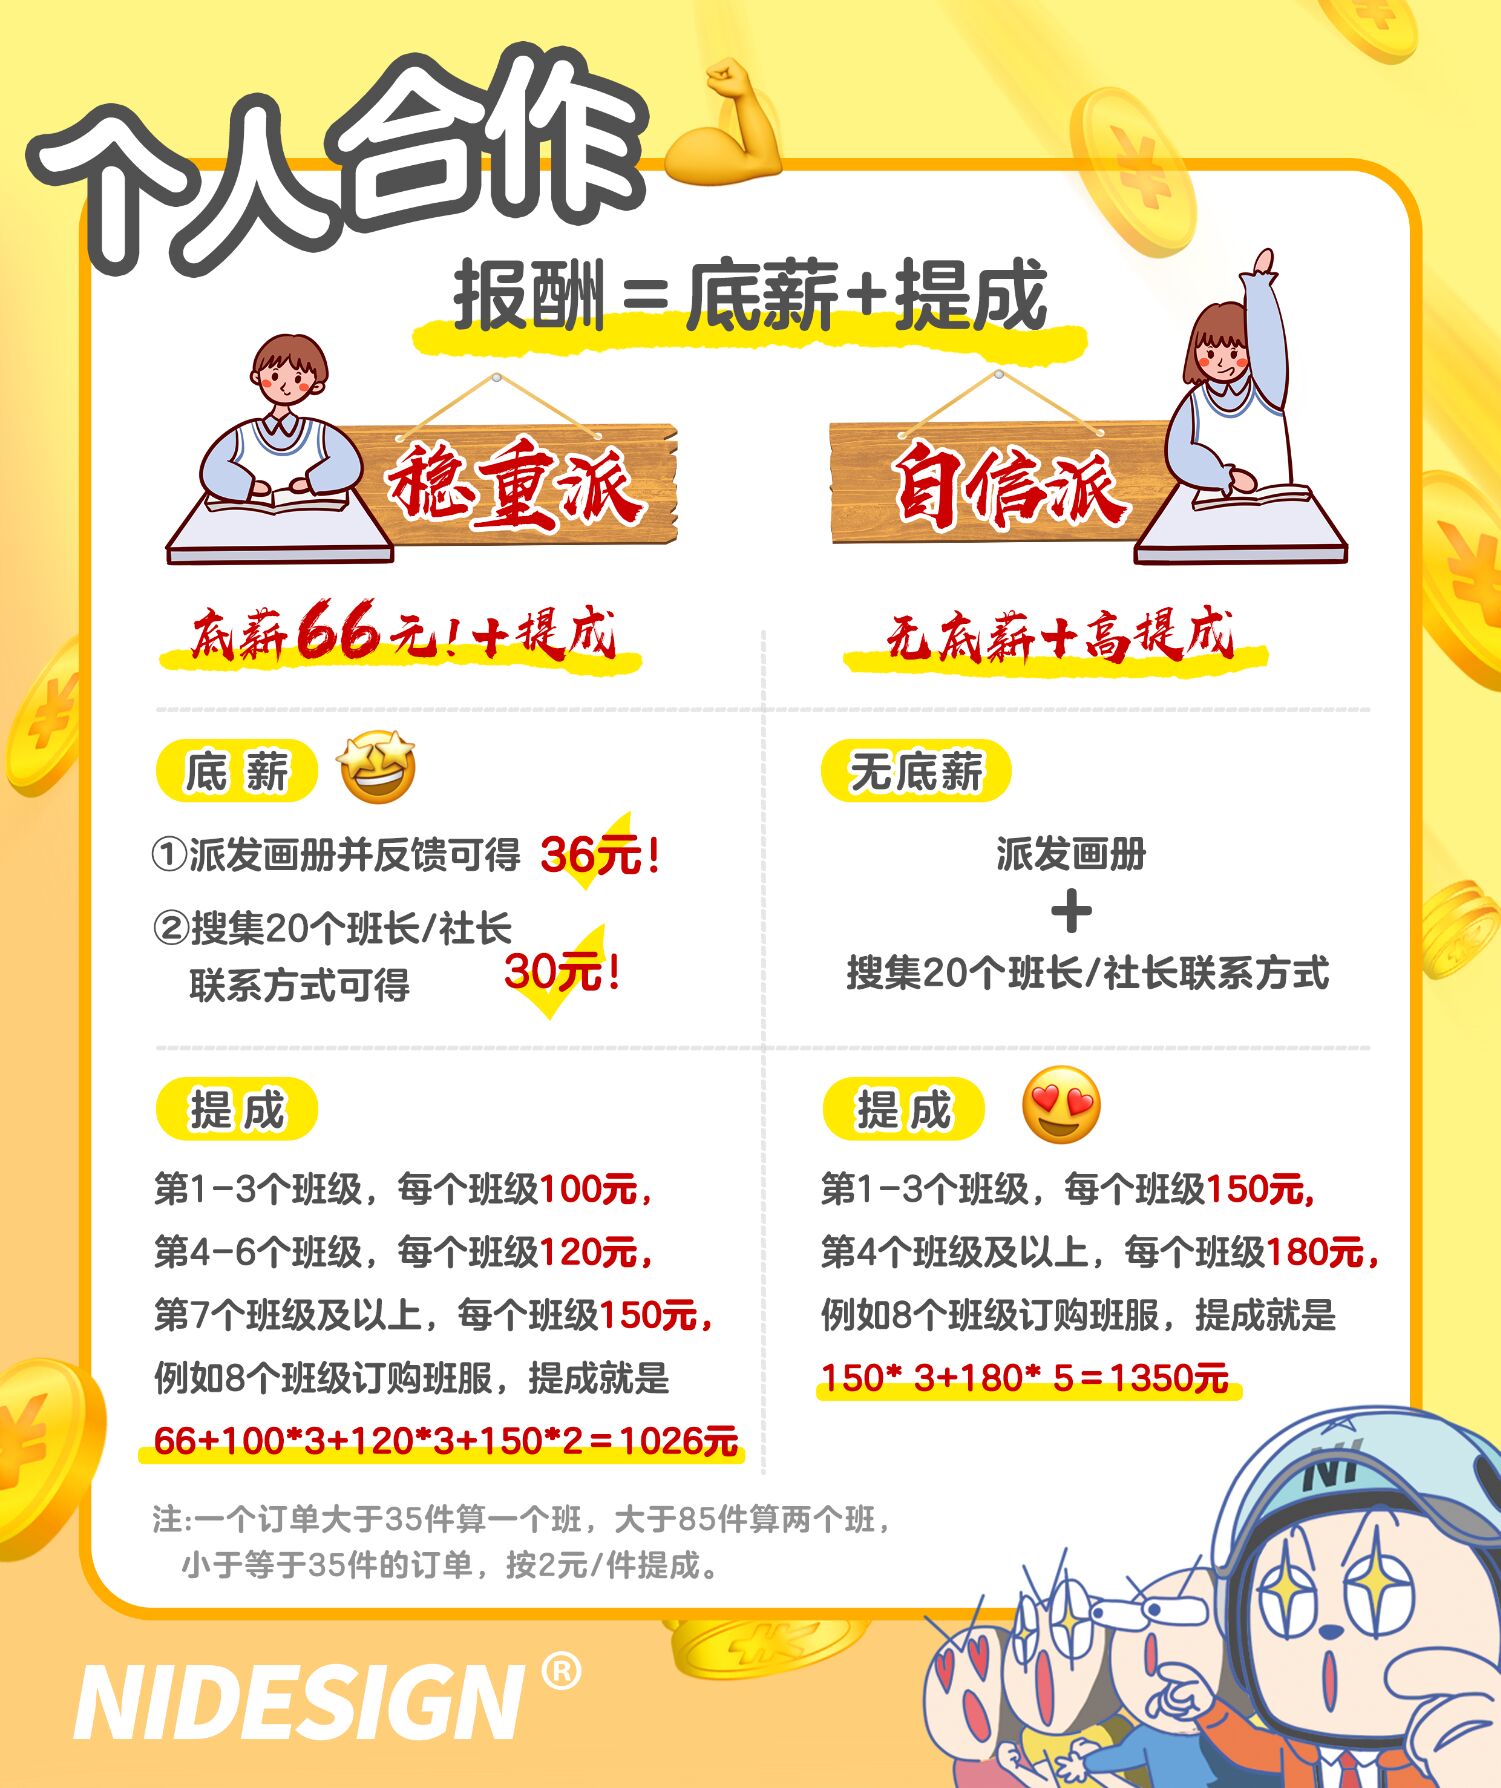 个人合作
报酬=底薪+提成
稳重派
底薪66元!+提成
底薪
①派发画册并反馈可得 36元!
②搜集20个班长/社长
联系方式可得 30元!
提成
第1-3个班级，每个班级100元，
第4-6个班级，每个班级120元，
第7个班级及以上，每个班级150元，
例如8个班级订购班服，提成就是
66+100*3+120*3+150*2=1026元
自信派
无底薪+高提成
无底薪
派发画册
+
搜集20个班长/社长联系方式
提成
第1-3个班级，每个班级150元，
第4个班级及以上，每个班级180元，
例如8个班级订购班服，提成就是
150* 3+180* 5=1350元
注:一个订单大于35件算一个班，大于85件算两个班，
小于等于35件的订单，按2元/件提成。
NI
NIDESIGN®